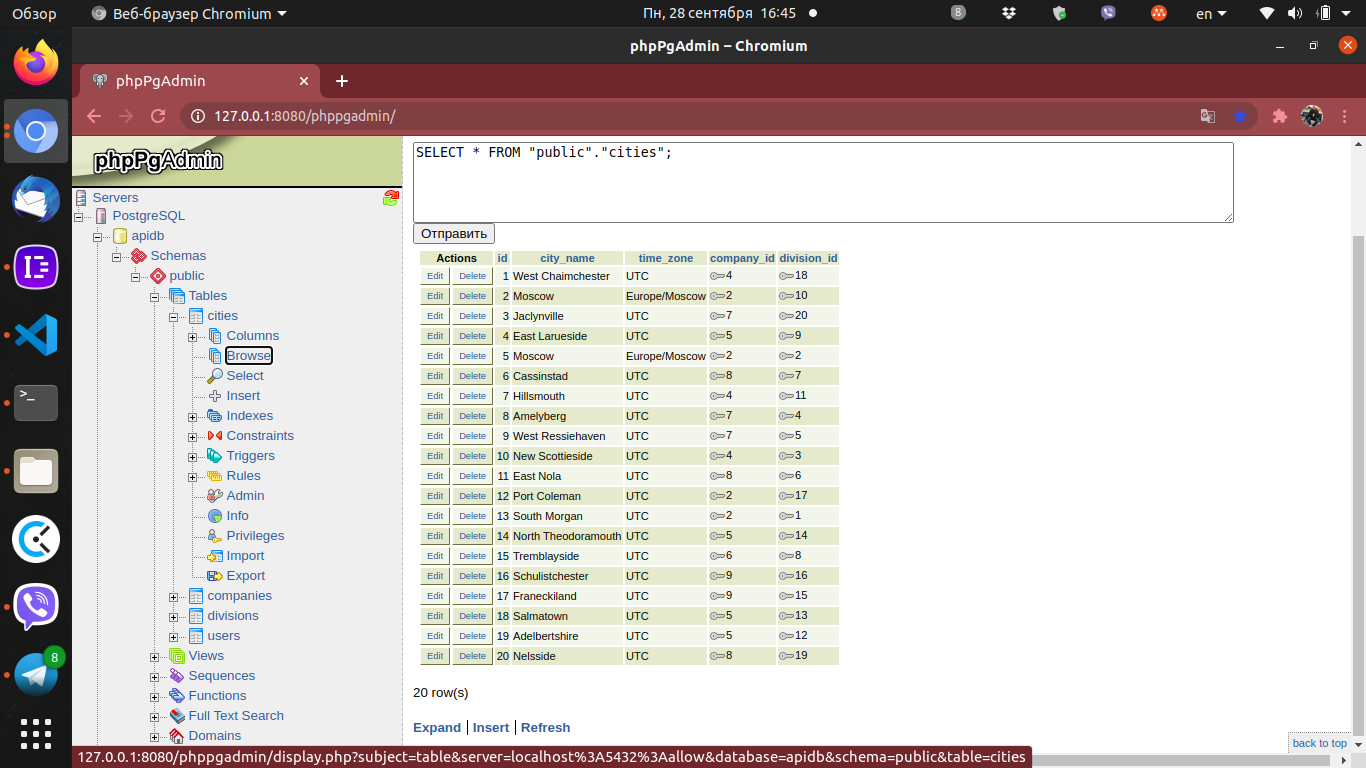 Обзор Веб-браузер Chromium Пн, 28 сентября 16:45 8 en
phpPgAdmin – Chromium
phpPgAdmin
127.0.0.1:8080/phppgadmin/
phpPgAdmin
Servers
PostgreSQL
apidb
Schemas
public
Tables
cities
Columns
Browse
Select
Insert
Indexes
Constraints
Triggers
Rules
Admin
Info
Privileges
Import
Export
companies
divisions
users
Views
Sequences
Functions
Full Text Search
Domains
8
SELECT * FROM "public"."cities";
Отправить
Actions id city_name time_zone company_id division_id
Edit Delete 1 West Chaimchester UTC 4 18
Edit Delete 2 Moscow Europe/Moscow 2 10
Edit Delete 3 Jaclynville UTC 7 20
Edit Delete 4 East Larueside UTC 5 9
Edit Delete 5 Moscow Europe/Moscow 2 2
Edit Delete 6 Cassinstad UTC 8 7
Edit Delete 7 Hillsmouth UTC 4 11
Edit Delete 8 Amelyberg UTC 7 4
Edit Delete 9 West Ressiehaven UTC 7 5
Edit Delete 10 New Scottieside UTC 4 3
Edit Delete 11 East Nola UTC 8 6
Edit Delete 12 Port Coleman UTC 2 17
Edit Delete 13 South Morgan UTC 2 1
Edit Delete 14 North Theodoramouth UTC 5 14
Edit Delete 15 Tremblayside UTC 6 8
Edit Delete 16 Schulistchester UTC 9 16
Edit Delete 17 Franeckiland UTC 9 15
Edit Delete 18 Salmatown UTC 5 13
Edit Delete 19 Adelbertshire UTC 5 12
Edit Delete 20 Nelsside UTC 8 19
20 row(s)
Expand Insert Refresh
back to top
127.0.0.1:8080/phppgadmin/display.php?subject=table&server=localhost%3A5432%3Aallow&database=apidb&schema=public&table=cities